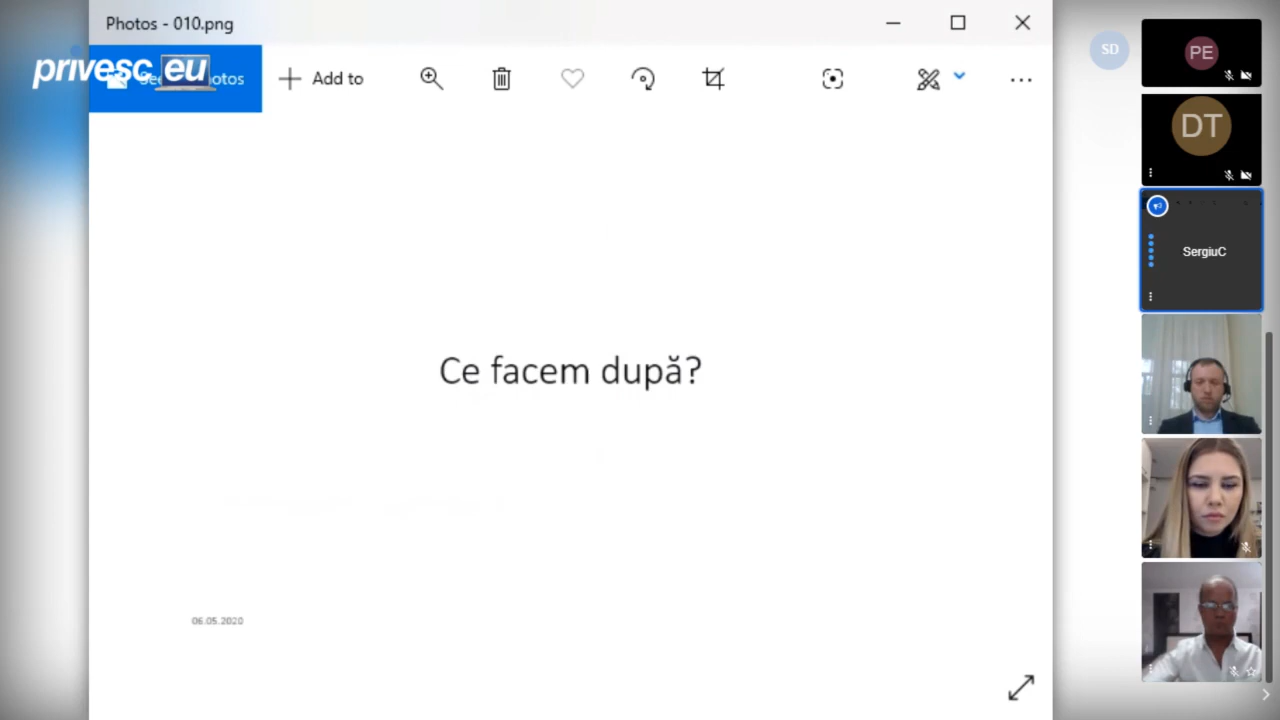 Photos - 010.png
privesc.eu
Add to
Ce facem după?
06.05.2020
SD
PE
DT
SergiuC